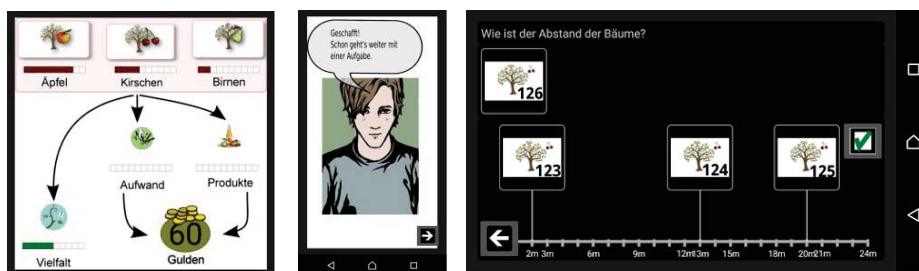 Äpfel
Kirschen
Birnen
Aufwand
Produkte
60
Vielfalt
Gulden
Geschafft!
Schon geht's weiter mit
einer Aufgabe.
Wie ist der Abstand der Bäume?
126
123
124
125
2m 3m 6m 9m 12m13m 15m 18m 20m21m 24m